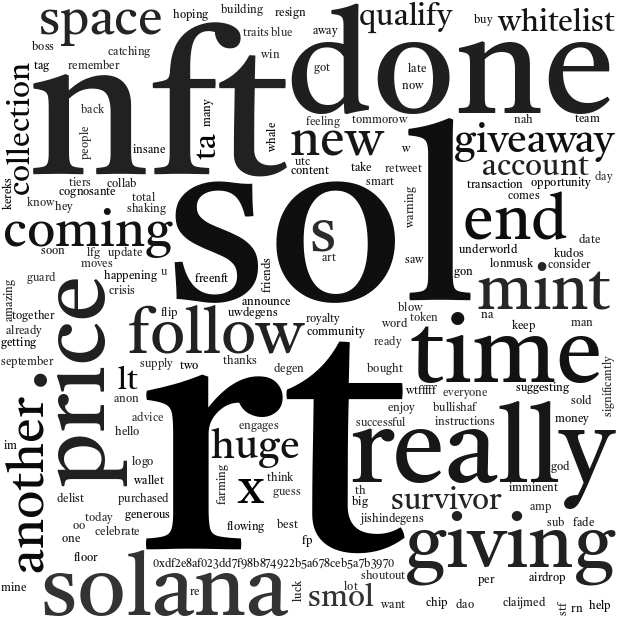 space
hoping
building
resign
qualify
buy
whitelist
boss
catching
traits
blue
away
tag
remember
win
got
late
now
done
nft
collection
back
people
insane
ta
many
whale
feeling
tommorow
nah
team
new
w
giveaway
utc
content
take
retweet
account
day
smart
transaction
opportunity
kereks
tiers
collab
cognosante
know
hey
total
shaking
comes
coming
sol
s
art
warning
end
date
soon
lfg
update
moves
underworld
kudos
lonmusk
consider
saw
gon
happening
u
freenft
friends
guard
crisis
amazing
price
announce
uwdegens
mint
together
already
getting
flip
follow
royalty
community
blow
token
word
na
keep
man
september
supply
two
thanks
degen
ready
bought
time
lt
anon
wtfffff
everyone
suggesting
significantly
enjoy
bullishaf
sold
advice
successful
instructions
money
hello
engages
im
another
huge
really
rt
god
logo
wallet
farming
x
think
guess
th
big
survivor
imminent
delist
purchased
generous
amp
today
oo
celebrate
one
flowing
best
jishindegens
sub
fade
fp
giving
floor
0xdf2e8af023dd7f98b874922b5a678ceb5a7b3970
shoutout
per
airdrop
mine
solana
re
luck
lot
smol
want
chip
dao
claijmed
stf
rn
help